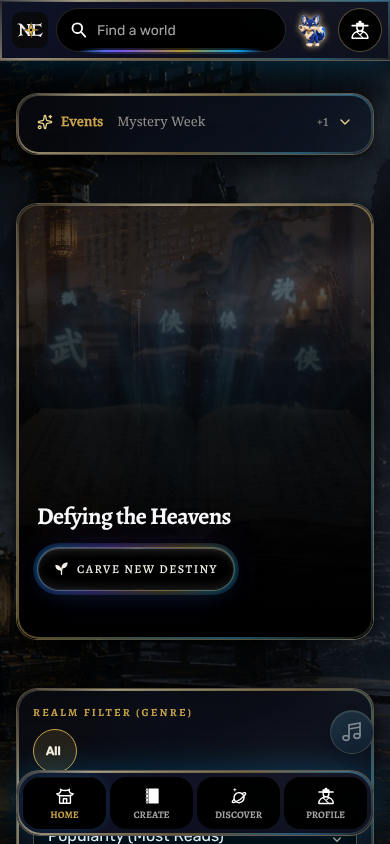 NE
Find a world
Events Mystery Week +1
武
侠
侠
侠
Defying the Heavens
CARVE NEW DESTINY
REALM FILTER (GENRE)
All
HOME CREATE DISCOVER PROFILE
Popularity (Most Reads)